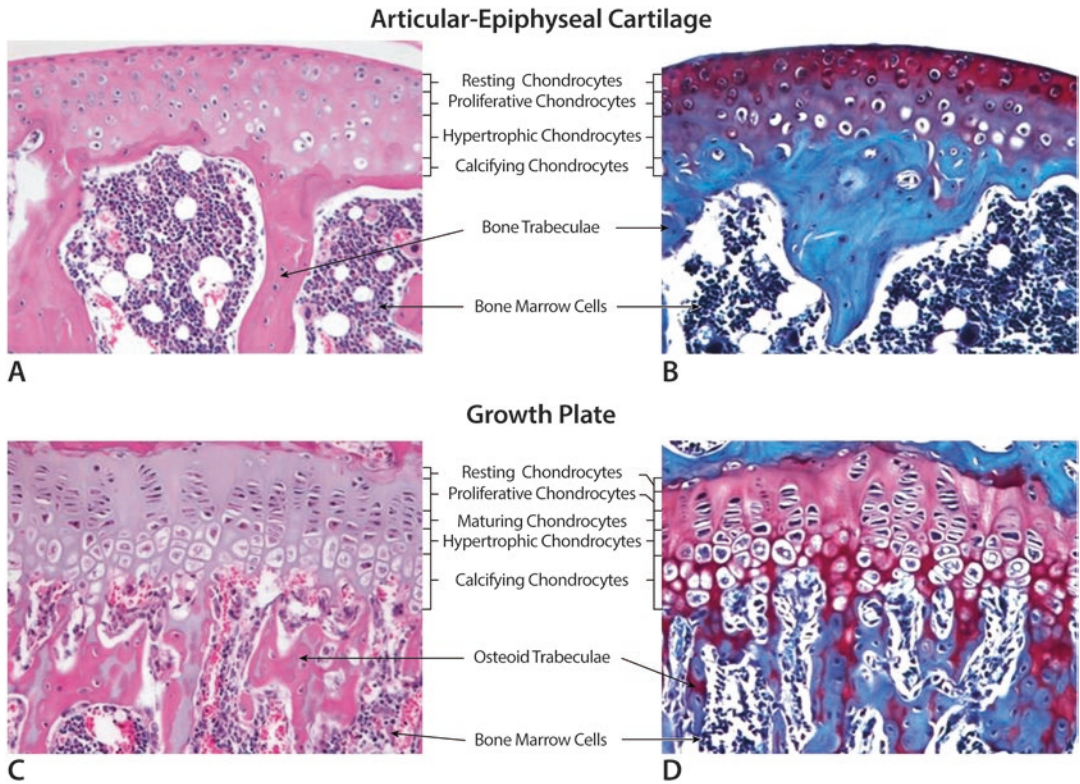 Articular-Epiphyseal Cartilage
Resting Chondrocytes
Proliferative Chondrocytes
Hypertrophic Chondrocytes
Calcifying Chondrocytes
Bone Trabeculae
Bone Marrow Cells
A
B
Growth Plate
Resting Chondrocytes
Proliferative Chondrocytes
Maturing Chondrocytes
Hypertrophic Chondrocytes
Calcifying Chondrocytes
Osteoid Trabeculae
Bone Marrow Cells
C
D